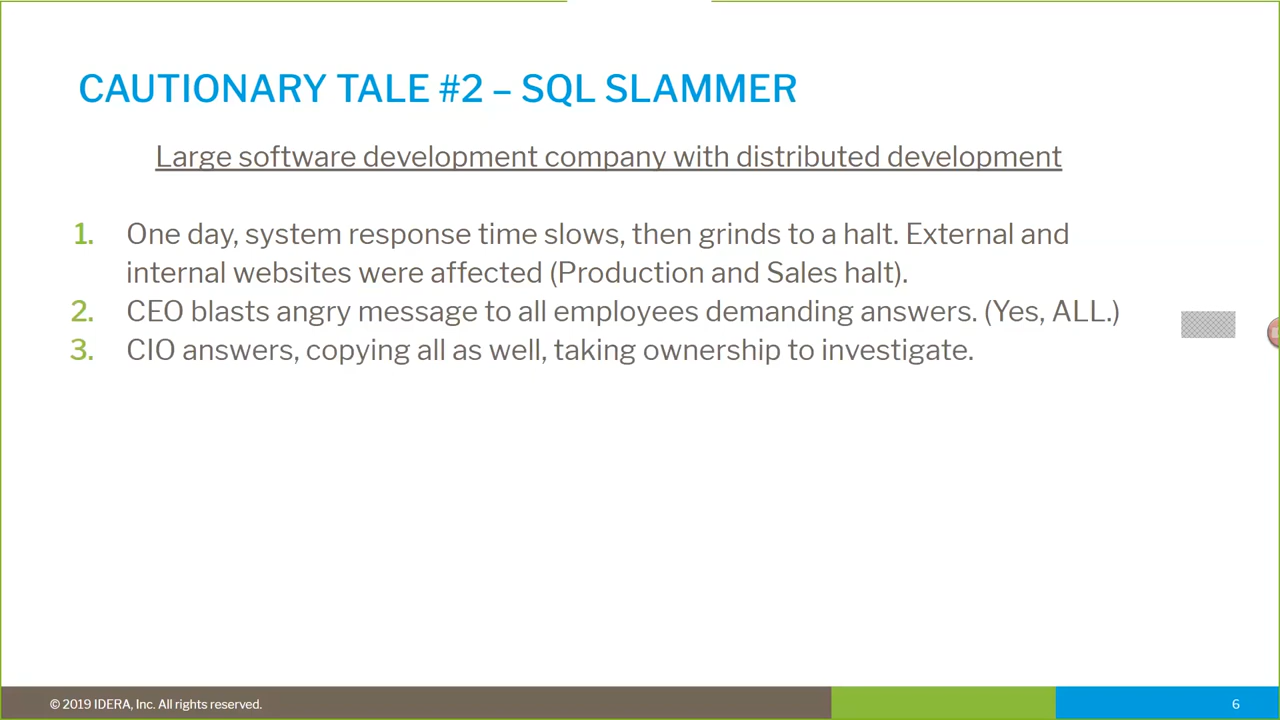 CAUTIONARY TALE #2 – SQL SLAMMER
Large software development company with distributed development
1. One day, system response time slows, then grinds to a halt. External and
internal websites were affected (Production and Sales halt).
2. CEO blasts angry message to all employees demanding answers. (Yes, ALL.)
3. CIO answers, copying all as well, taking ownership to investigate.
© 2019 IDERA, Inc. All rights reserved.
6